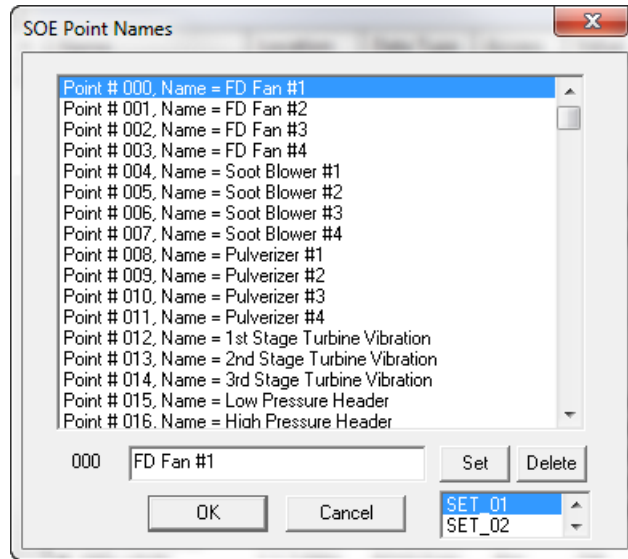 SOE Point Names
Point # 000, Name = FD Fan #1
Point # 001, Name = FD Fan #2
Point # 002, Name = FD Fan #3
Point # 003, Name = FD Fan #4
Point # 004, Name = Soot Blower #1
Point # 005, Name = Soot Blower #2
Point # 006, Name = Soot Blower #3
Point # 007, Name = Soot Blower #4
Point # 008, Name = Pulverizer #1
Point # 009, Name = Pulverizer #2
Point # 010, Name = Pulverizer #3
Point # 011, Name = Pulverizer #4
Point # 012, Name = 1st Stage Turbine Vibration
Point # 013, Name = 2nd Stage Turbine Vibration
Point # 014, Name = 3rd Stage Turbine Vibration
Point # 015, Name = Low Pressure Header
Point # 016, Name = High Pressure Header
000 FD Fan #1 Set Delete
OK Cancel
SET_01
SET_02